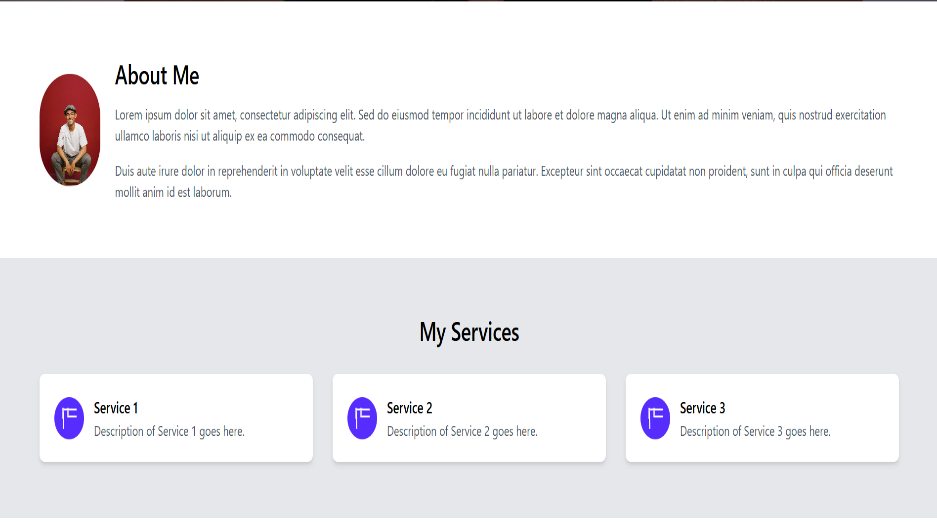 About Me
Lorem ipsum dolor sit amet, consectetur adipiscing elit. Sed do eiusmod tempor incididunt ut labore et dolore magna aliqua. Ut enim ad minim veniam, quis nostrud exercitation
ullamco laboris nisi ut aliquip ex ea commodo consequat.
Duis aute irure dolor in reprehenderit in voluptate velit esse cillum dolore eu fugiat nulla pariatur. Excepteur sint occaecat cupidatat non proident, sunt in culpa qui officia deserunt
mollit anim id est laborum.
My Services
Service 1
Description of Service 1 goes here.
Service 2
Description of Service 2 goes here.
Service 3
Description of Service 3 goes here.